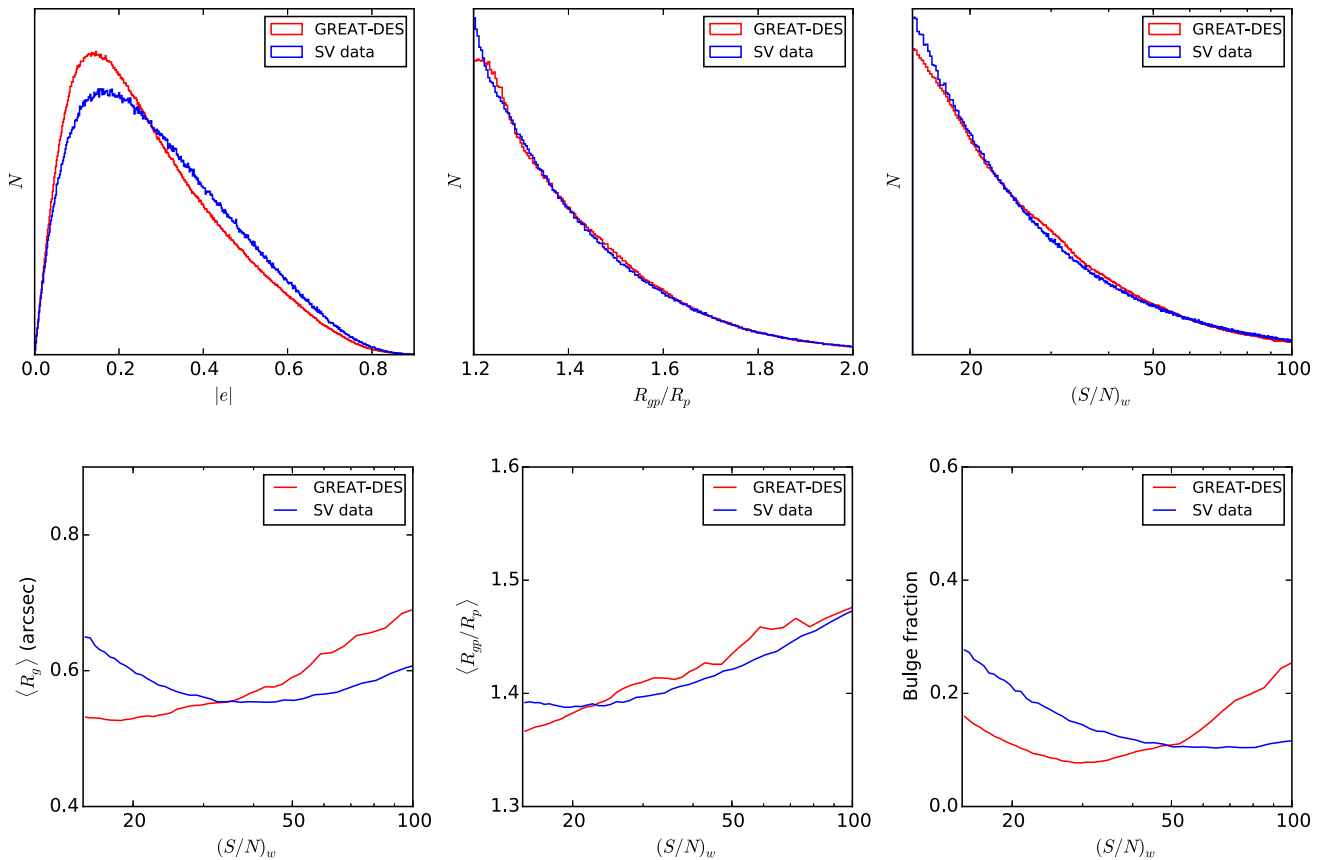 GREAT-DES
SV data
N
0.0
0.2
0.4
0.6
0.8
|e|
GREAT-DES
SV data
N
1.2
1.4
1.6
1.8
2.0
R_{gp}/R_p
GREAT-DES
SV data
N
20
50
100
(S/N)_w
GREAT-DES
SV data
0.8
0.6
0.4
⟨R_g⟩ (arcsec)
20
50
100
(S/N)_w
GREAT-DES
SV data
1.6
1.5
1.4
1.3
⟨R_{gp}/R_p⟩
20
50
100
(S/N)_w
GREAT-DES
SV data
0.6
0.4
0.2
0.0
Bulge fraction
20
50
100
(S/N)_w